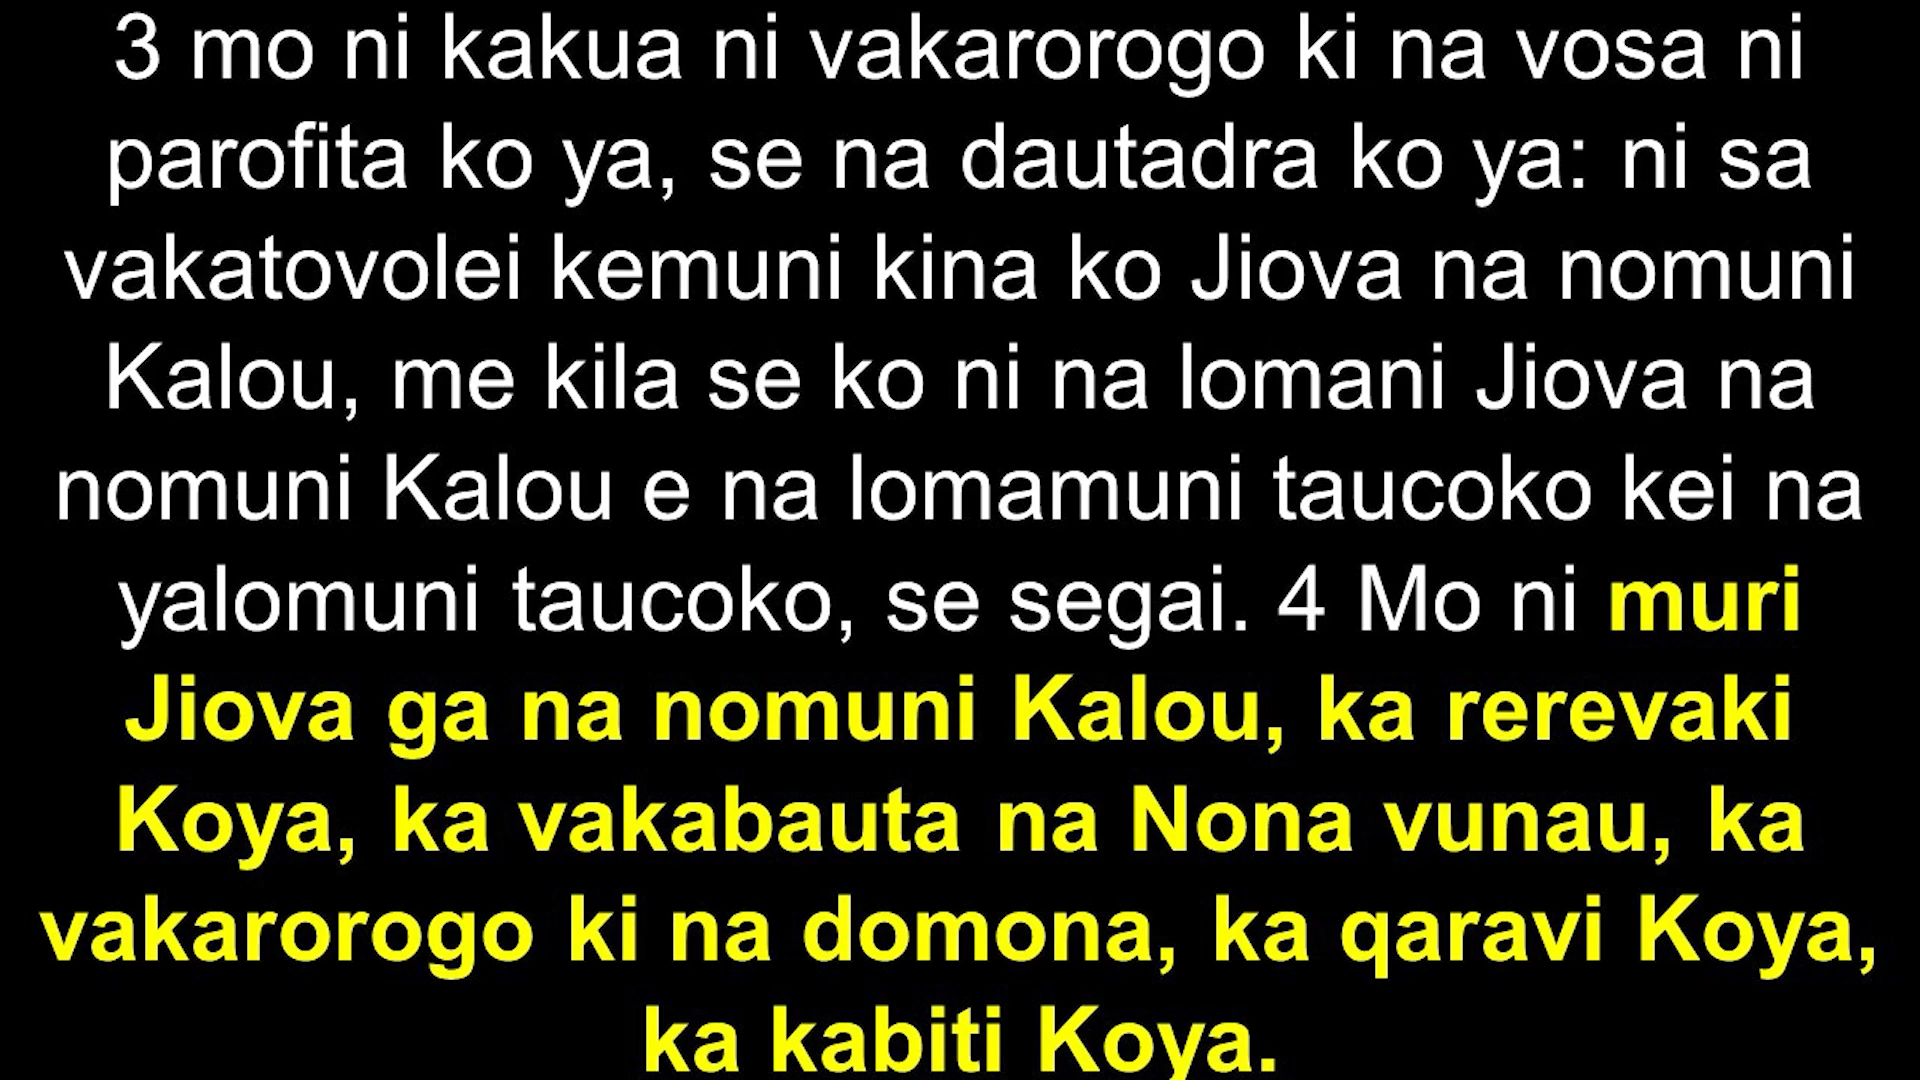 3 mo ni kakua ni vakarorogo ki na vosa ni
parofita ko ya, se na dautadra ko ya: ni sa
vakatovolei kemuni kina ko Jiova na nomuni
Kalou, me kila se ko ni na lomani Jiova na
nomuni Kalou e na lomamuni taucoko kei na
yalomuni taucoko, se segai. 4 Mo ni muri
Jiova ga na nomuni Kalou, ka rerevaki
Koya, ka vakabauta na Nona vunau, ka
vakarorogo ki na domona, ka qaravi Koya,
ka kabiti Koya.